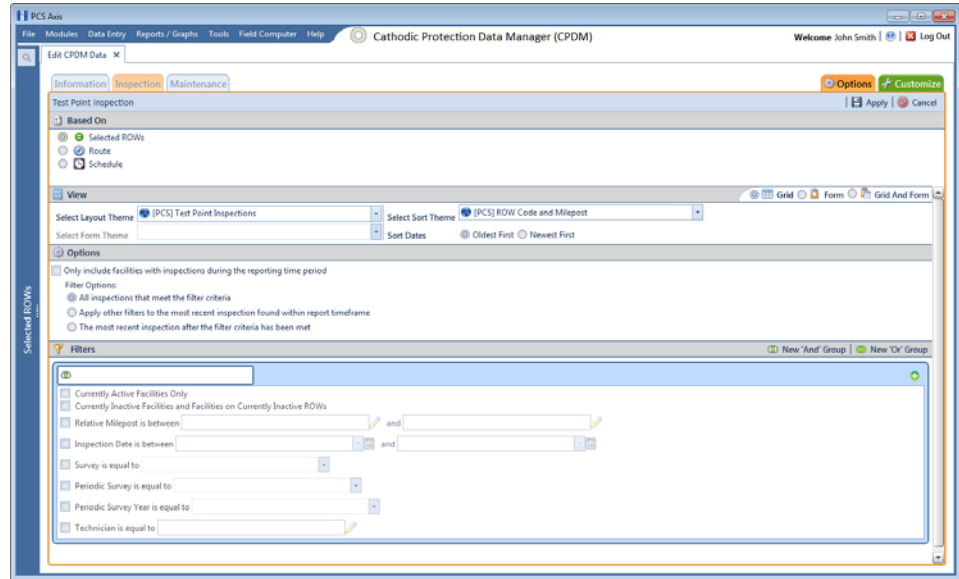 PCS Axis
File Modules Data Entry Reports / Graphs Tools Field Computer Help Cathodic Protection Data Manager (CPDM) Welcome John Smith | | Log Out
Edit CPDM Data X
Information Inspection Maintenance Options Customize
Test Point Inspection | Apply | Cancel
Based On
Selected ROWs
Route
Schedule
View Grid Form Grid And Form
Select Layout Theme [PCS] Test Point Inspections Select Sort Theme [PCS] ROW Code and Milepost
Select Form Theme Sort Dates Oldest First Newest First
Options
Only include facilities with inspections during the reporting time period
Filter Options:
All inspections that meet the filter criteria
Apply other filters to the most recent inspection found within report timeframe
The most recent inspection after the filter criteria has been met
Selected ROWs
Filters New 'And' Group | New 'Or' Group
Currently Active Facilities Only
Currently Inactive Facilities and Facilities on Currently Inactive ROWs
Relative Milepost is between and
Inspection Date is between and
Survey is equal to
Periodic Survey is equal to
Periodic Survey Year is equal to
Technician is equal to